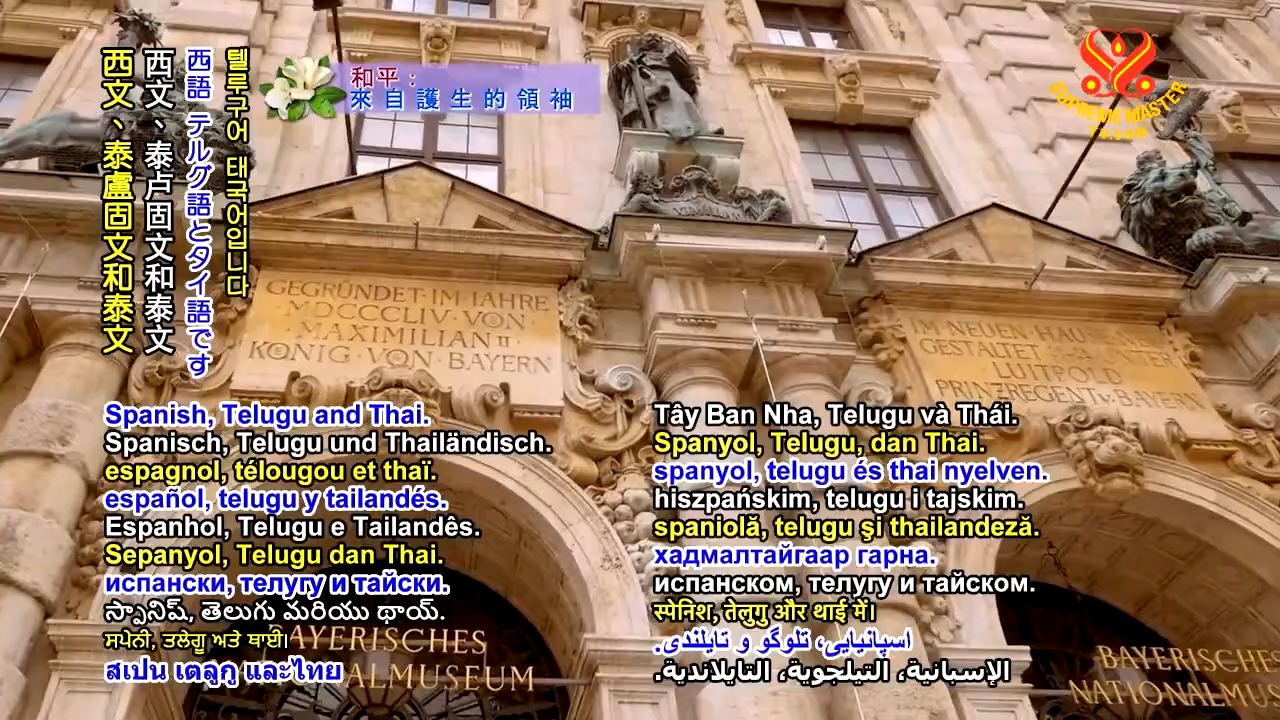 텔루구어 태국어입니다
西語 テルグ語とタイ語です
西文、泰卢固文和泰文
西文、泰盧固文和泰文
和平：
來自護生的領袖
SUPREME MASTER
TV.com
GEGRÜNDET·IM·IAHRE
MDCCCLIV·VON
MAXIMILIAN II·
KÖNIG·VON·BAYERN
IM NEUEN
GESTALTET
LUITPOLD
PRINZREGENT V. BAYERN
Spanish, Telugu and Thai.
Spanisch, Telugu und Thailändisch.
espagnol, télougou et thaï.
español, telugu y tailandés.
Espanhol, Telugu e Tailandês.
Sepanyol, Telugu dan Thai.
испански, телугу и тайски.
స్పానిష్, తెలుగు మరియు థాయ్.
ਸਪੇਨੀ, ਤਲੇਗੂ ਅਤੇ ਥਾਈ।
สเปน เตลูกู และไทย
Tây Ban Nha, Telugu và Thái.
Spanyol, Telugu, dan Thai.
spanyol, telugu és thai nyelven.
hiszpańskim, telugu i tajskim.
spaniolă, telugu şi thailandeză.
хадмалтайгаар гарна.
испанском, телугу и тайском.
स्पेनिश, तेलुगु और थाई में।
اسپانیایی، تلوگو و تایلندی.
الإسبانية، التيلجوية، التايلاندية.
BAYERISCHES
NATIONALMUSEUM
BAYERISCHES
NATIONALMUS